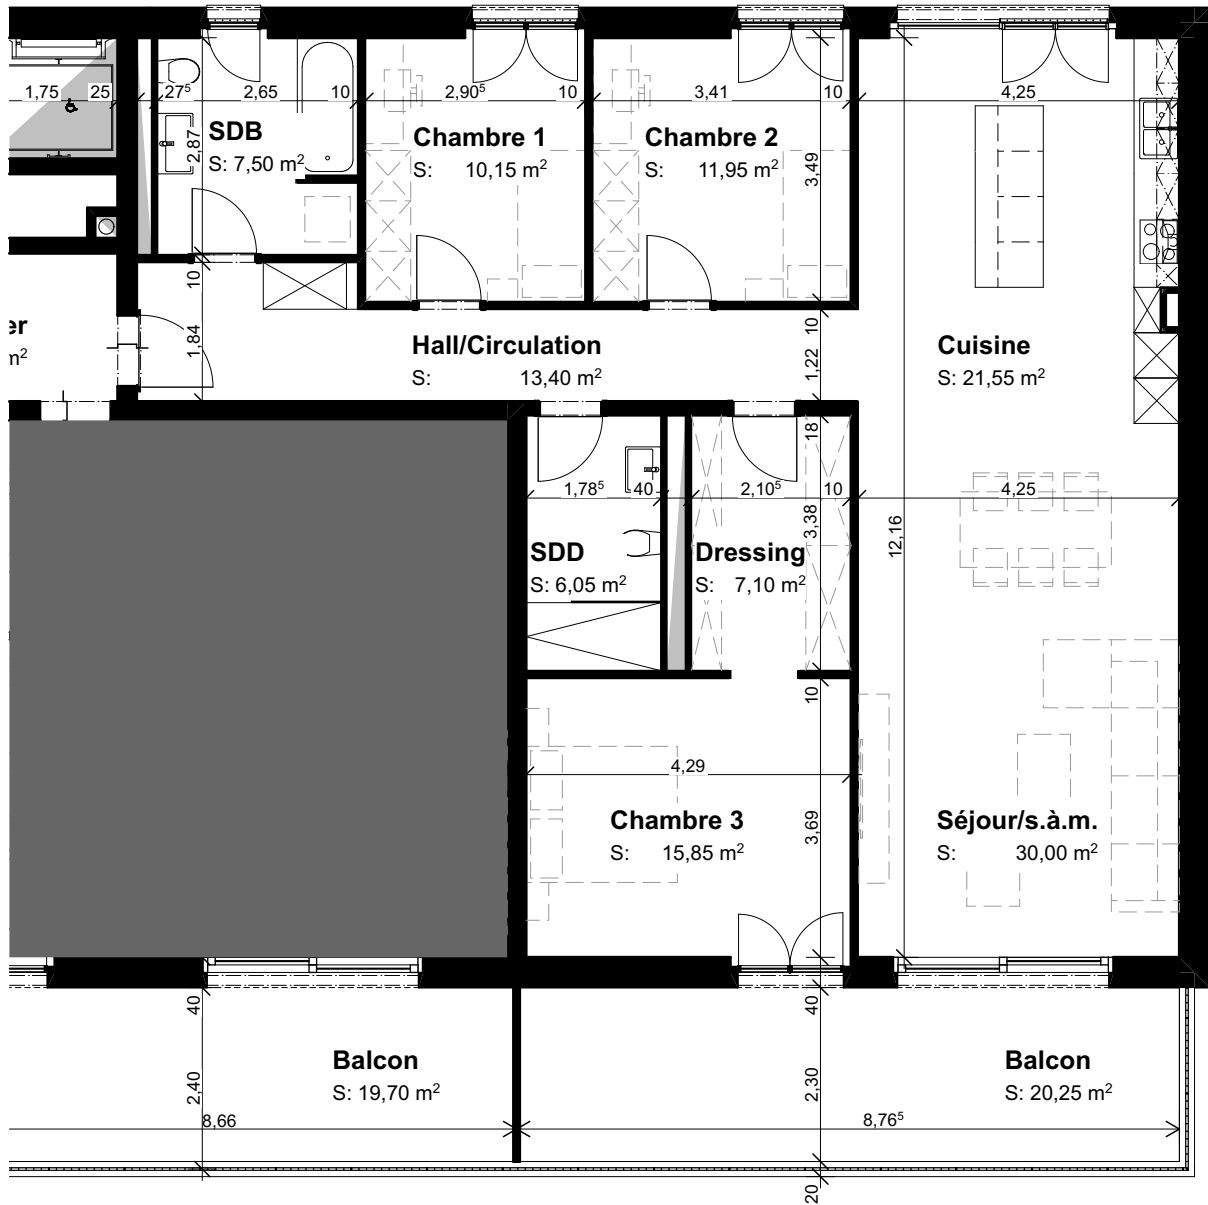 1,75
25
27⁵
2,65
10
2,90⁵
10
3,41
10
4,25
SDB
S: 7,50 m²
2,87
Chambre 1
S: 10,15 m²
Chambre 2
S: 11,95 m²
3,49
10
1,84
er
m²
Hall/Circulation
S: 13,40 m²
10
1,22
Cuisine
S: 21,55 m²
18
1,78⁵
40
2,10⁵
10
4,25
3,38
12,16
SDD
S: 6,05 m²
Dressing
S: 7,10 m²
10
4,29
Chambre 3
S: 15,85 m²
3,69
Séjour/s.à.m.
S: 30,00 m²
40
40
Balcon
S: 19,70 m²
2,40
2,30
Balcon
S: 20,25 m²
8,66
8,76⁵
20